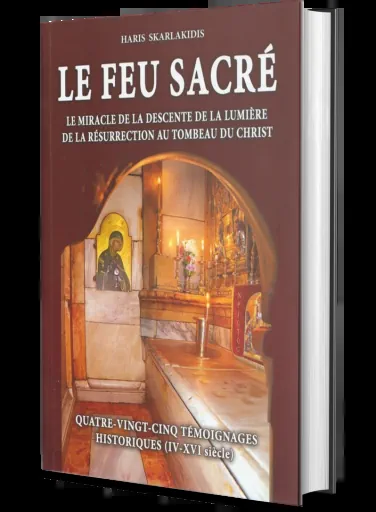 HARIS SKARLAKIDIS
LE FEU SACRÉ
LE MIRACLE DE LA DESCENTE DE LA LUMIÈRE
DE LA RÉSURRECTION AU TOMBEAU DU CHRIST
QUATRE-VINGT-CINQ TÉMOIGNAGES
HISTORIQUES (IV-XVI siècle)